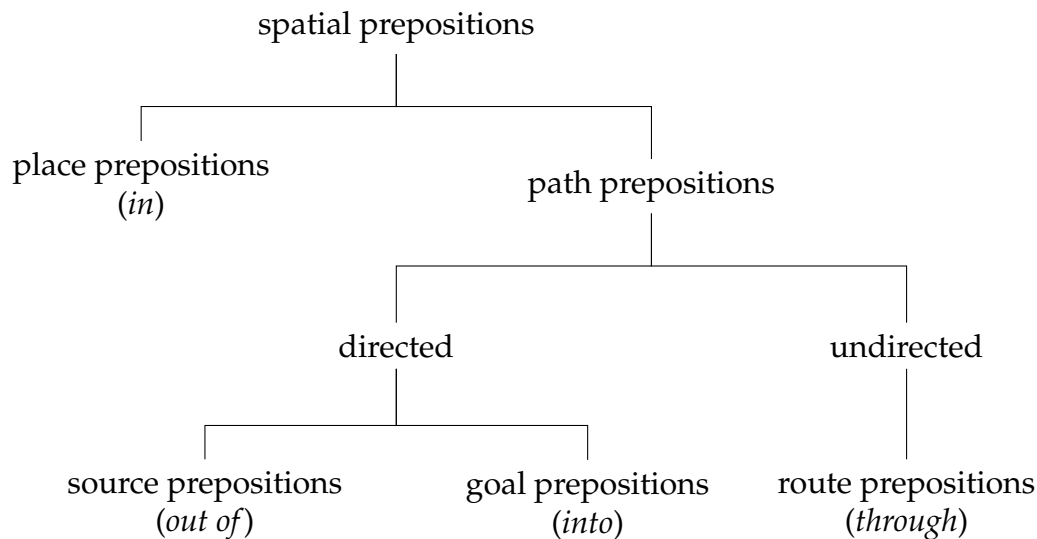 spatial prepositions
place prepositions
(in)
path prepositions
directed
undirected
source prepositions
(out of)
goal prepositions
(into)
route prepositions
(through)